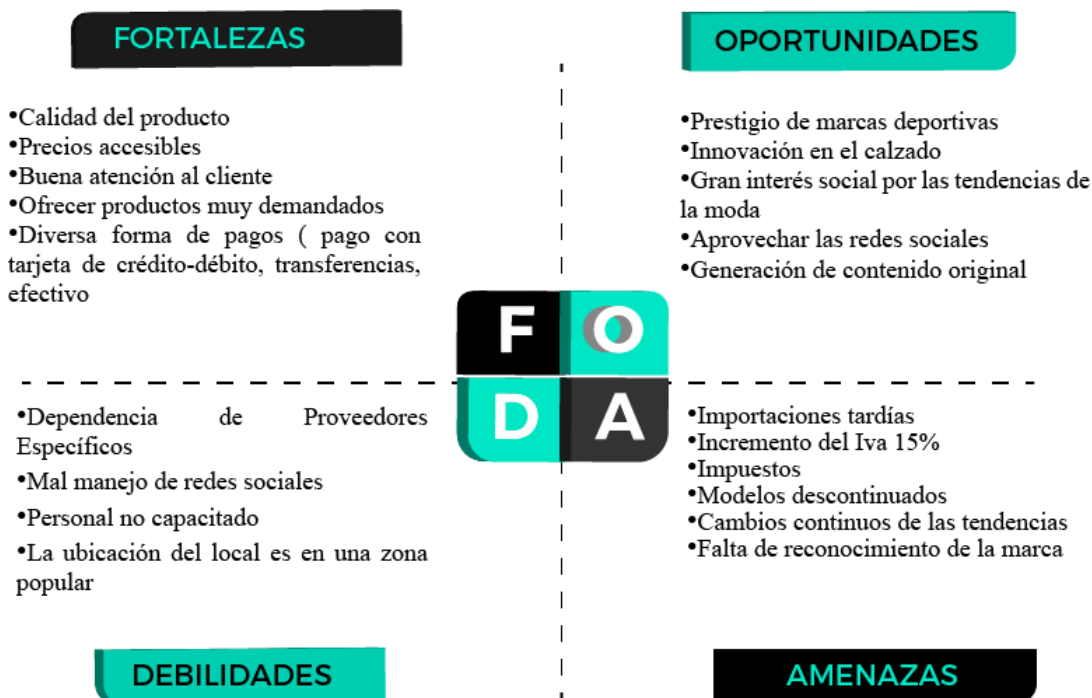 FORTALEZAS
•Calidad del producto
•Precios accesibles
•Buena atención al cliente
•Ofrecer productos muy demandados
•Diversa forma de pagos ( pago con
tarjeta de crédito-débito, transferencias,
efectivo
OPORTUNIDADES
•Prestigio de marcas deportivas
•Innovación en el calzado
•Gran interés social por las tendencias de
la moda
•Aprovechar las redes sociales
•Generación de contenido original
F O
D A
•Dependencia de Proveedores
Específicos
•Mal manejo de redes sociales
•Personal no capacitado
•La ubicación del local es en una zona
popular
DEBILIDADES
•Importaciones tardías
•Incremento del Iva 15%
•Impuestos
•Modelos descontinuados
•Cambios continuos de las tendencias
•Falta de reconocimiento de la marca
AMENAZAS